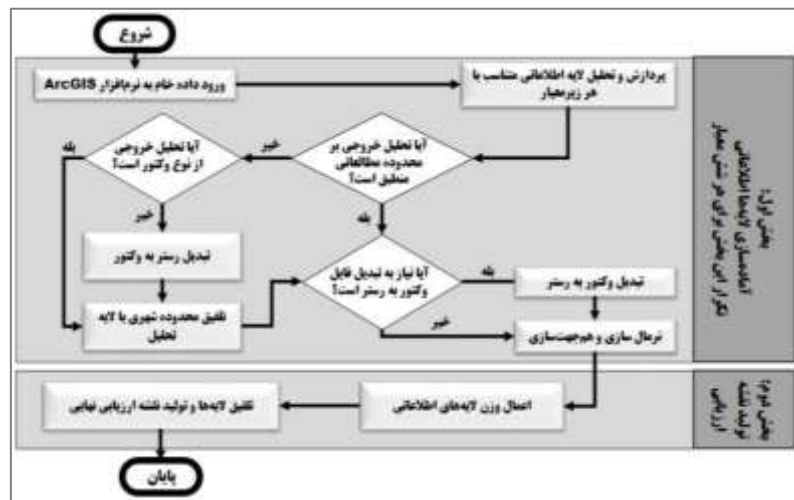 شروع
ورود داده خام به نرم‌افزار ArcGIS
پردازش و تحلیل لایه اطلاعاتی متناسب با
هر زیرمعیار
آیا تحلیل خروجی بر
محدوده مطالعاتی
منطبق است؟
خیر
بله
آیا تحلیل خروجی
از نوع وکتور است؟
بله
خیر
تبدیل رستر به وکتور
تلفیق محدوده شهری با لایه
تحلیل
آیا نیاز به تبدیل فایل
وکتور به رستر است؟
بله
خیر
تبدیل وکتور به رستر
نرمال سازی و هم‌جهت‌سازی
بخش اول:
آماده‌سازی لایه‌ها اطلاعاتی
تکرار این بخش برای هر شش معیار
اعمال وزن لایه‌های اطلاعاتی
تلفیق لایه‌ها و تولید نقشه ارزیابی نهایی
بخش دوم:
تولید نقشه
ارزیابی
پایان